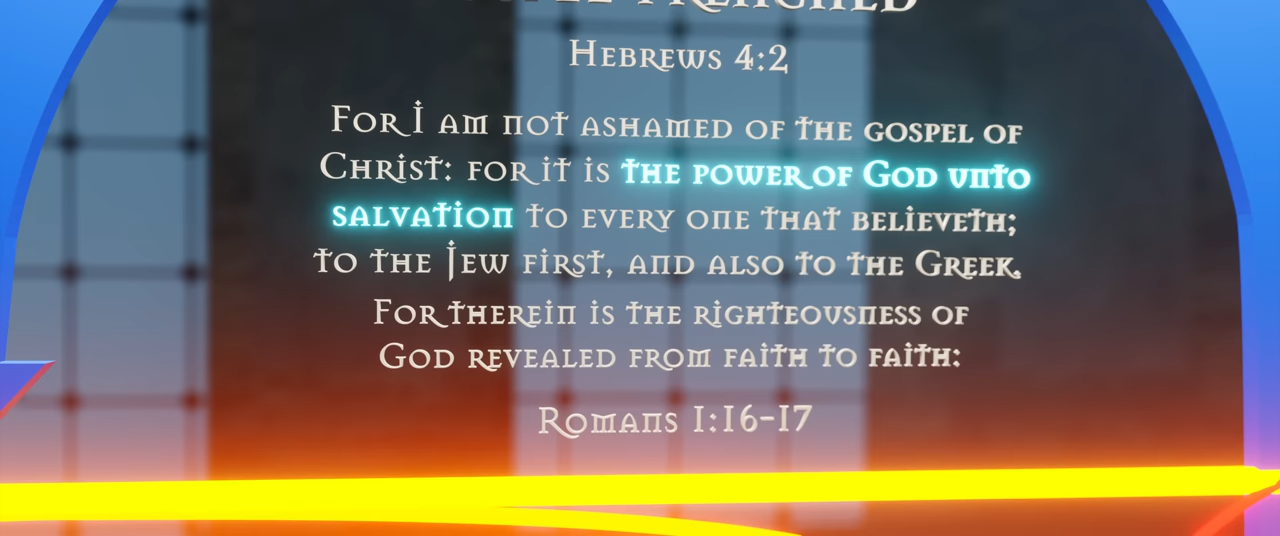 Hebrews 4:2
For I am not ashamed of the gospel of
Christ: for it is the power of God unto
salvation to every one that believeth;
to the Jew first, and also to the Greek.
For therein is the righteousness of
God revealed from faith to faith:
Romans 1:16-17